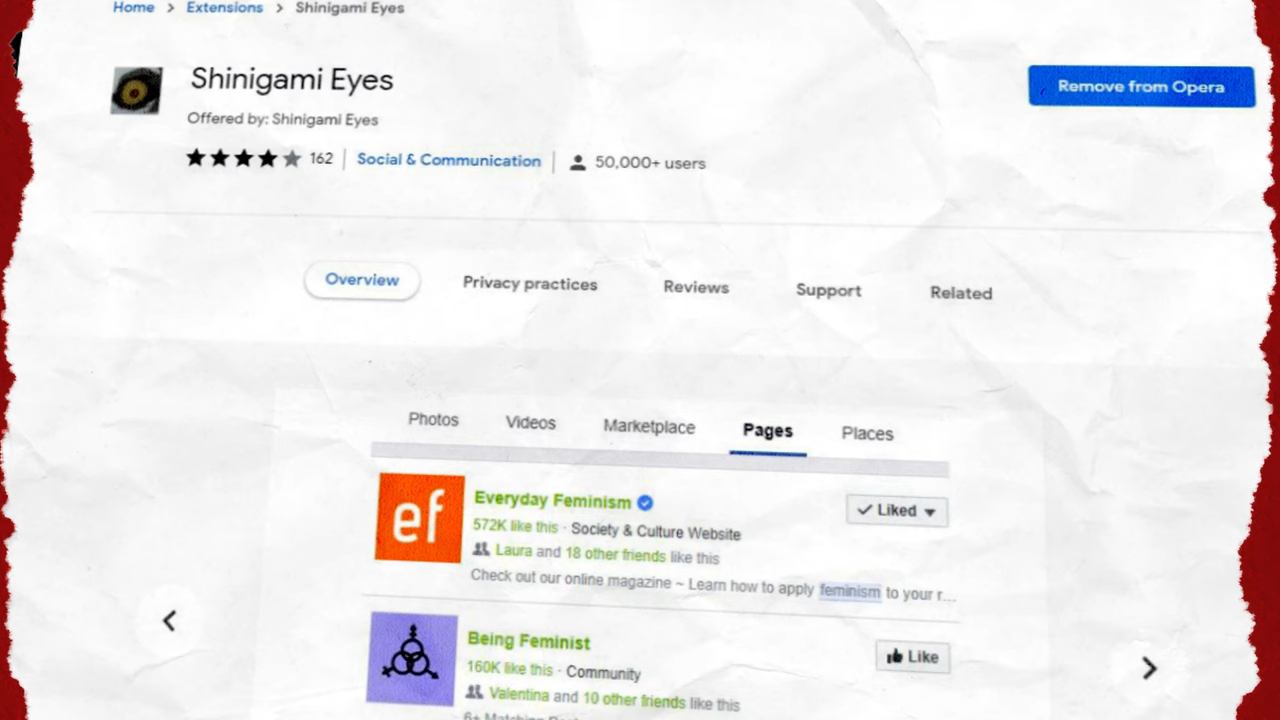 Home > Extensions > Shinigami Eyes
Shinigami Eyes
Remove from Opera
Offered by: Shinigami Eyes
162 | Social & Communication | 50,000+ users
Overview Privacy practices Reviews Support Related
Photos Videos Marketplace Pages Places
ef
Everyday Feminism
Liked
572K like this · Society & Culture Website
Laura and 18 other friends like this
Check out our online magazine ~ Learn how to apply feminism to your r...
Being Feminist
Like
160K like this · Community
Valentina and 10 other friends like this
6+ Matching